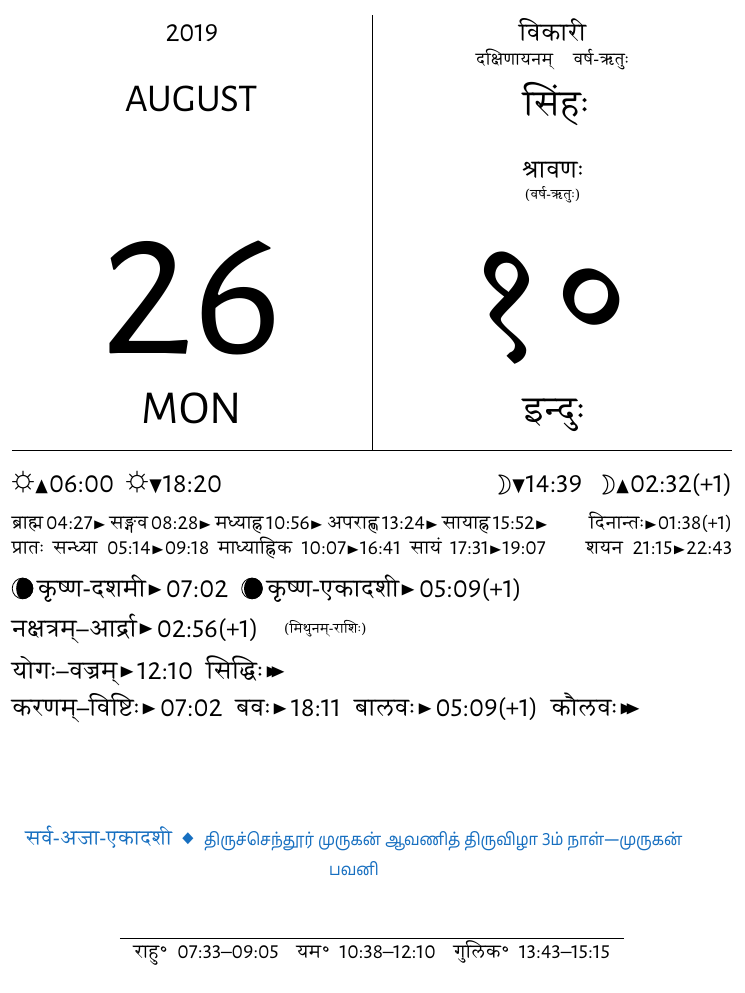 2019
AUGUST
26
MON
विकारी
दक्षिणायनम् वर्ष-ऋतुः
सिंहः
श्रावणः
(वर्ष-ऋतुः)
१०
इन्दुः
☼▲06:00 ☼▼18:20 ☽▼14:39 ☽▲02:32(+1)
ब्राह्म 04:27► सङ्गव 08:28► मध्याह्न 10:56► अपराह्ण 13:24► सायाह्न 15:52► दिनान्तः►01:38(+1)
प्रातः सन्ध्या 05:14►09:18 माध्याह्निक 10:07►16:41 सायं 17:31►19:07 शयन 21:15►22:43
कृष्ण-दशमी► 07:02 कृष्ण-एकादशी► 05:09(+1)
नक्षत्रम्–आर्द्रा► 02:56(+1) (मिथुनम्-राशिः)
योगः–वज्रम्►12:10 सिद्धिः►►
करणम्–विष्टिः► 07:02 बवः►18:11 बालवः► 05:09(+1) कौलवः►►
सर्व-अजा-एकादशी ◆ திருச்செந்தூர் முருகன் ஆவணித் திருவிழா 3ம் நாள்—முருகன்
பவனி
राहु° 07:33–09:05 यम° 10:38–12:10 गुलिक° 13:43–15:15